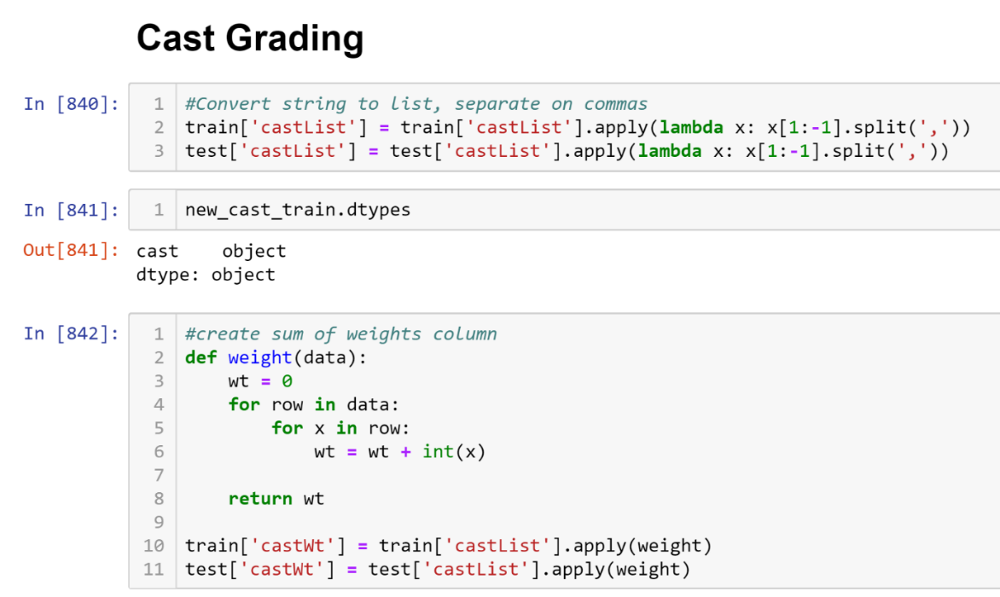 Cast Grading
In [840]:
1 #Convert string to list, separate on commas
2 train['castList'] = train['castList'].apply(lambda x: x[1:-1].split(','))
3 test['castList'] = test['castList'].apply(lambda x: x[1:-1].split(','))
In [841]:
1 new_cast_train.dtypes
Out[841]:
cast    object
dtype: object
In [842]:
1 #create sum of weights column
2 def weight(data):
3     wt = 0
4     for row in data:
5         for x in row:
6             wt = wt + int(x)
7
8     return wt
9
10 train['castWt'] = train['castList'].apply(weight)
11 test['castWt'] = test['castList'].apply(weight)